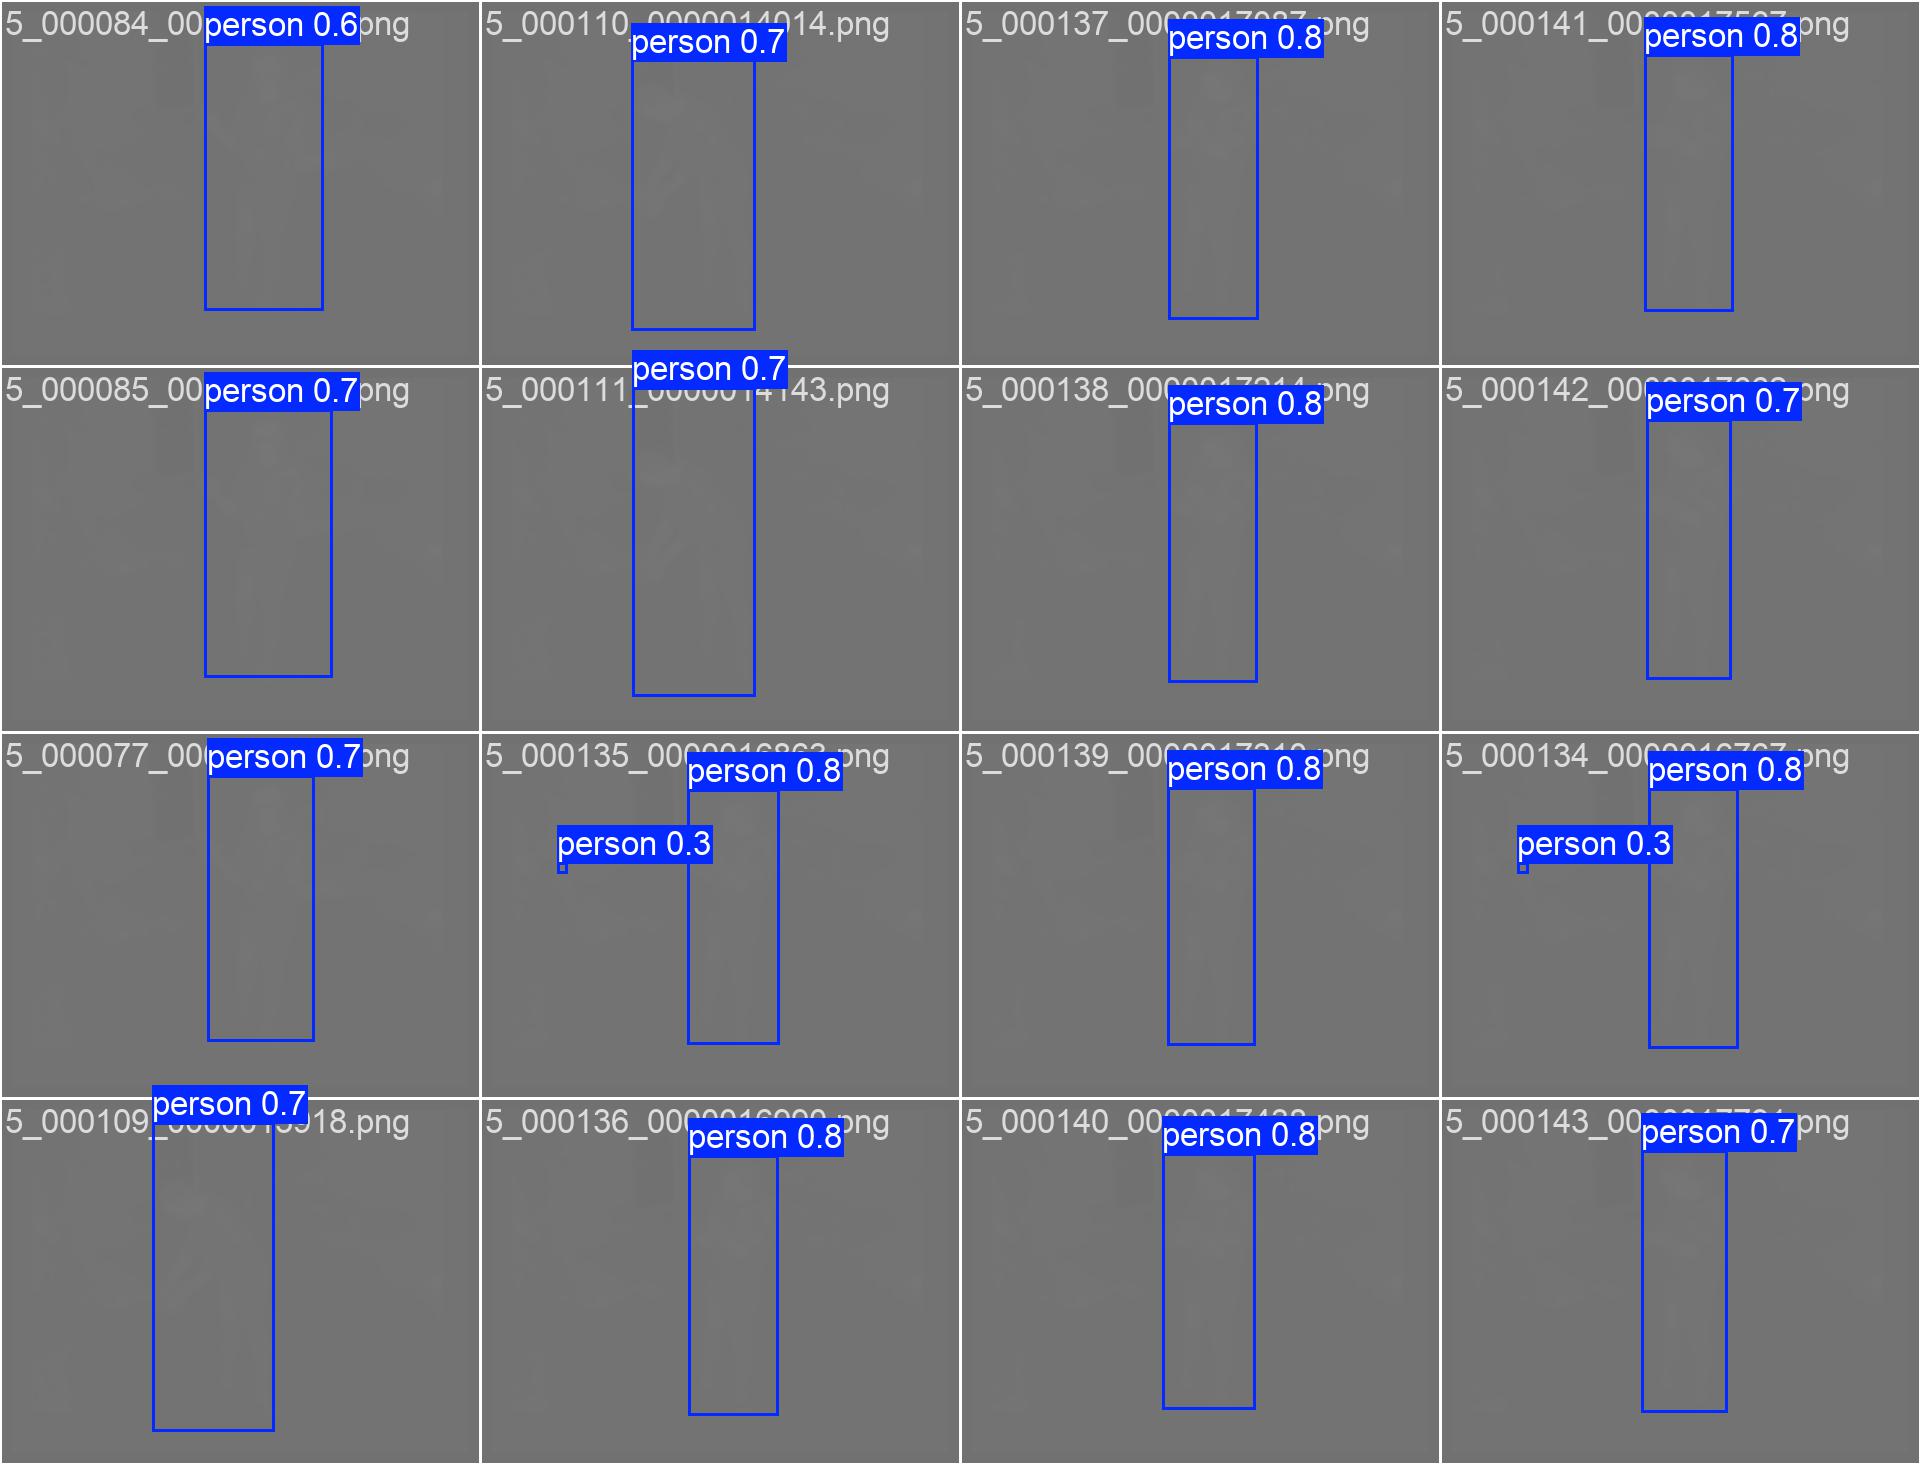 5_000084_00 person 0.6 png
5_000110_ 014.png
person 0.7
5_000137_00 png
person 0.8
5_000141_00 png
person 0.8
5_000085_00 person 0.7 png
person 0.7
5_000111_ 143.png
5_000138_00 png
person 0.8
5_000142_00 png
person 0.7
5_000077_00 person 0.7 png
5_000135_00 png
person 0.8
person 0.3
5_000139_00 png
person 0.8
5_000134_00 png
person 0.8
person 0.3
person 0.7
5_000109_ 918.png
5_000136_00 png
person 0.8
5_000140_00 png
person 0.8
5_000143_00 png
person 0.7